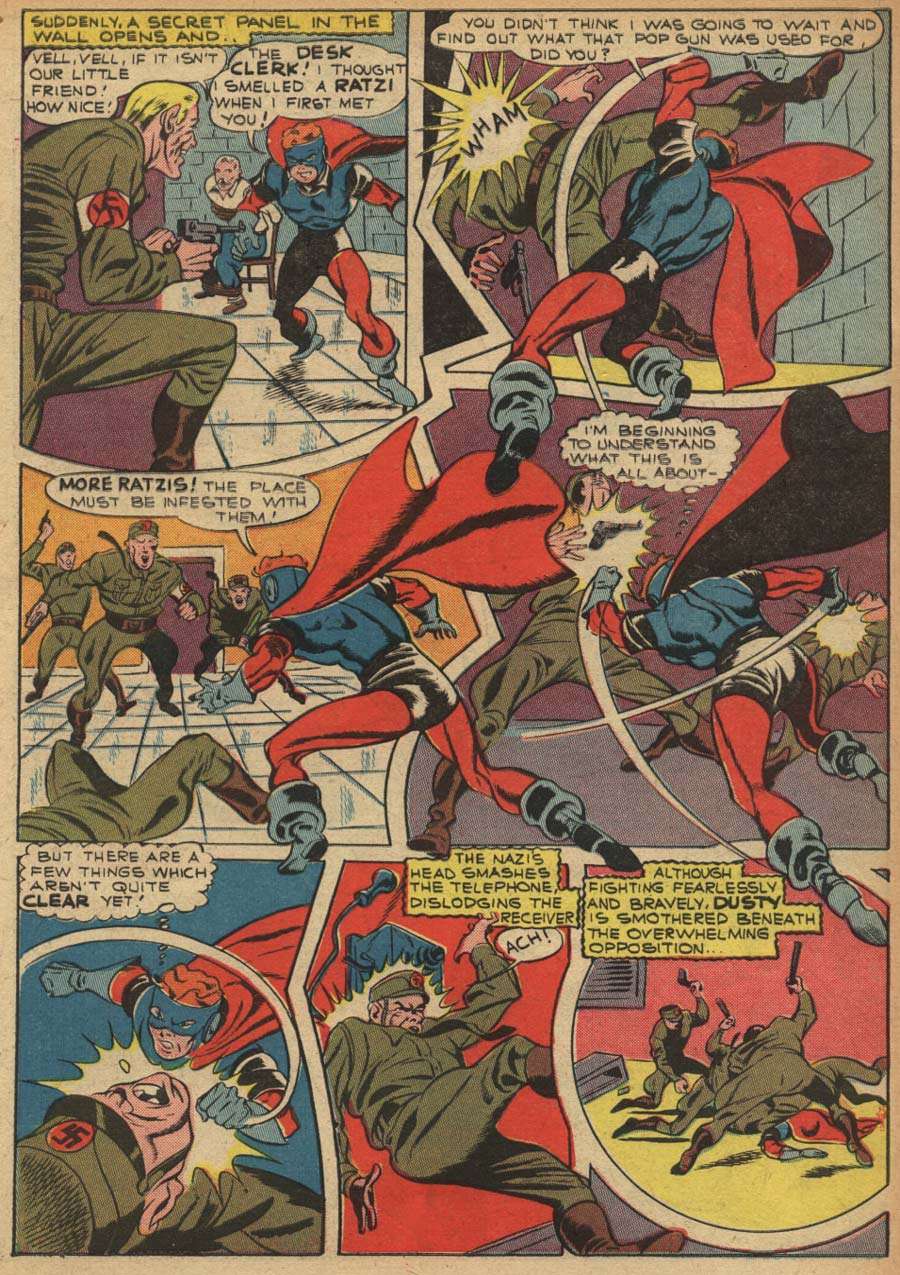 SUDDENLY, A SECRET PANEL IN THE
WALL OPENS AND..
VELL, VELL, IF IT ISN'T
OUR LITTLE
FRIEND!
HOW NICE!
THE DESK
CLERK! I THOUGHT
I SMELLED A RATZI
WHEN I FIRST MET
YOU!
YOU DIDN'T THINK I WAS GOING TO WAIT AND
FIND OUT WHAT THAT POP GUN WAS USED FOR,
DID YOU?
WHAM
MORE RATZIS! THE PLACE
MUST BE INFESTED WITH
THEM!
I'M BEGINNING
TO UNDERSTAND
WHAT THIS IS
ALL ABOUT-
BUT THERE ARE A
FEW THINGS WHICH
AREN'T QUITE
CLEAR YET!
THE NAZIS
HEAD SMASHES
THE TELEPHONE,
DISLODGING THE
RECEIVER
ACH!
ALTHOUGH
FIGHTING FEARLESSLY
AND BRAVELY, DUSTY
IS SMOTHERED BENEATH
THE OVERWHELMING
OPPOSITION...